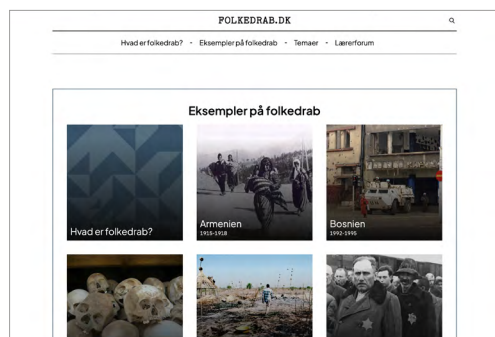 FOLKEDRAB.DK
Hvad er folkedrab? - Eksempler på folkedrab - Temaer - Lærerforum
Eksempler på folkedrab
Hvad er folkedrab?
Armenien
1915-1918
Bosnien
1992-1995